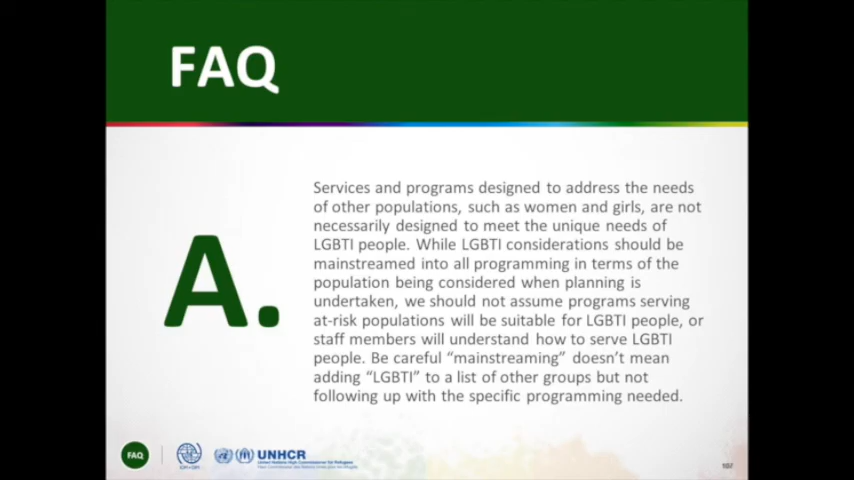 FAQ
A.
Services and programs designed to address the needs
of other populations, such as women and girls, are not
necessarily designed to meet the unique needs of
LGBTI people. While LGBTI considerations should be
mainstreamed into all programming in terms of the
population being considered when planning is
undertaken, we should not assume programs serving
at-risk populations will be suitable for LGBTI people, or
staff members will understand how to serve LGBTI
people. Be careful “mainstreaming” doesn’t mean
adding “LGBTI” to a list of other groups but not
following up with the specific programming needed.
FAQ
UNHCR
187